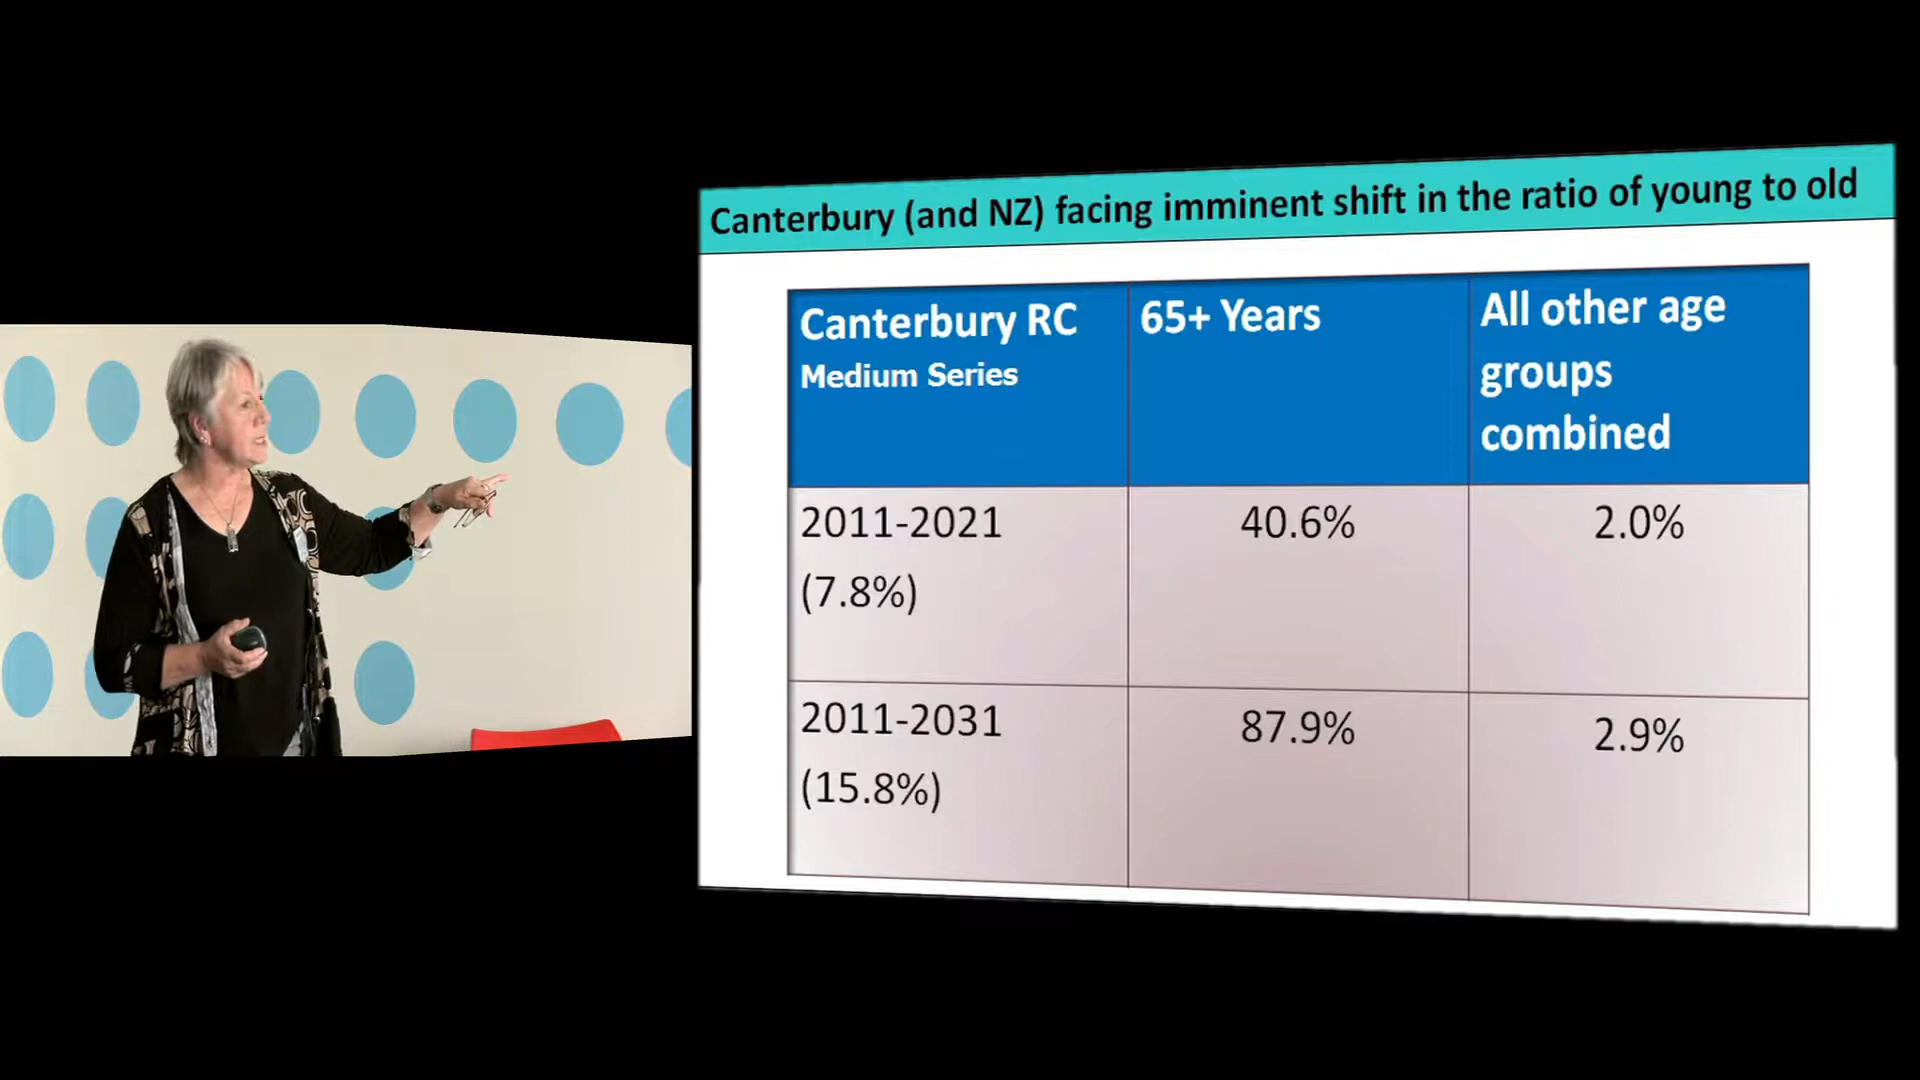 Canterbury (and NZ) facing imminent shift in the ratio of young to old
Canterbury RC
Medium Series
65+ Years
All other age
groups
combined
2011-2021
(7.8%)
40.6%
2.0%
2011-2031
(15.8%)
87.9%
2.9%